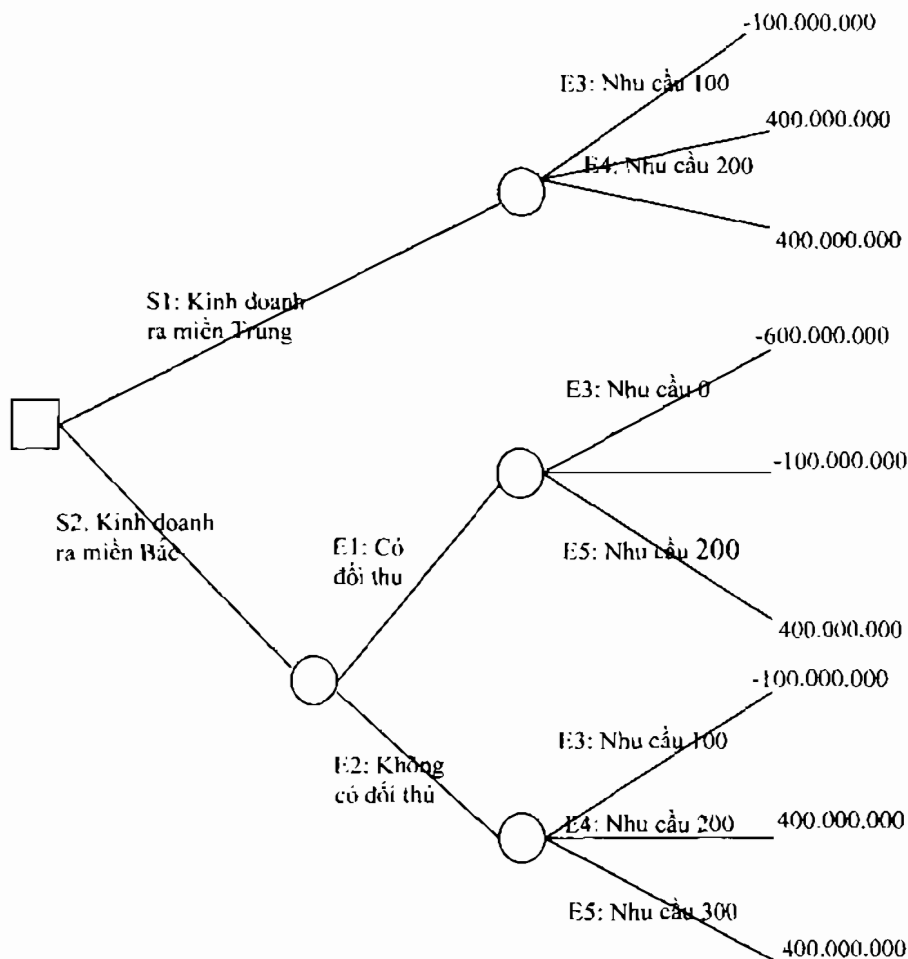 -100.000.000
E3: Nhu cầu 100
400.000.000
E4: Nhu cầu 200
400.000.000
S1: Kinh doanh
ra miền Trung
-600.000.000
E3: Nhu cầu 0
-100.000.000
S2. Kinh doanh
ra miền Bắc
E1: Có
đối thu
E5: Nhu cầu 200
400.000.000
-100.000.000
E3: Nhu cầu 100
E2: Không
có đối thủ
E4: Nhu cầu 200
400.000.000
E5: Nhu cầu 300
400.000.000